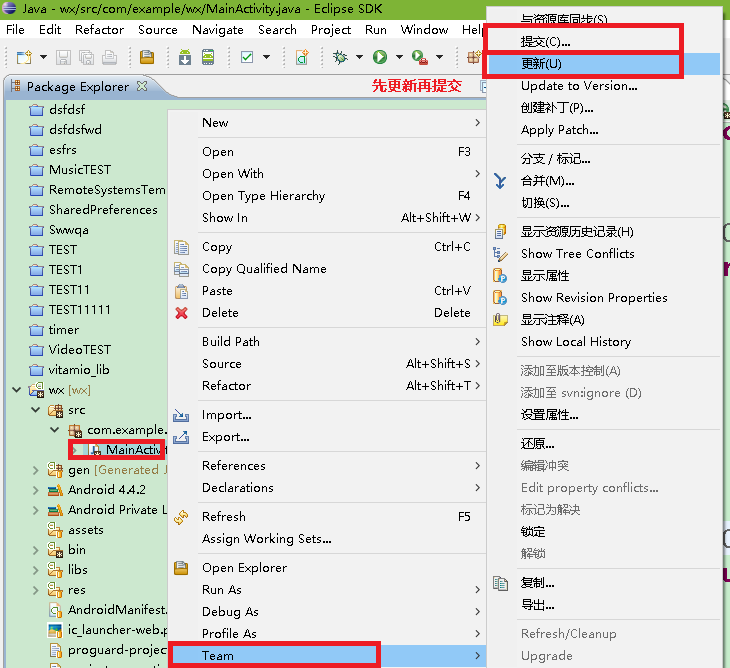 Java - wx/src/com/example/wx/MainActivity.java - Eclipse SDK
File Edit Refactor Source Navigate Search Project Run Window Help
Package Explorer
先更新再提交
dsfdsf
dsfdsfwd
esfrs
MusicTEST
RemoteSystemsTem
SharedPreferences
Swwqa
TEST
TEST1
TEST11
TEST11111
timer
VideoTEST
vitamio_lib
wx [wx]
src
com.example.
MainActivi
gen [Generated J
Android 4.4.2
Android Private L
assets
bin
libs
res
AndroidManifest.
ic_launcher-web.p
proguard-projec
New
Open F3
Open With
Open Type Hierarchy F4
Show In Alt+Shift+W
Copy Ctrl+C
Copy Qualified Name
Paste Ctrl+V
Delete Delete
Build Path
Source Alt+Shift+S
Refactor Alt+Shift+T
Import...
Export...
References
Declarations
Refresh F5
Assign Working Sets...
Open Explorer
Run As
Debug As
Profile As
Team
与资源库同步(S)
提交(C)...
更新(U)
Update to Version...
创建补丁(P)...
Apply Patch...
分支 / 标记...
合并(M)...
切换(S)...
显示资源历史记录(H)
Show Tree Conflicts
显示属性
Show Revision Properties
显示注释(A)
Show Local History
添加至版本控制(A)
添加至 svn:ignore (D)
设置属性...
还原...
编辑冲突
Edit property conflicts...
标记为解决
锁定
解锁
复制...
导出...
Refresh/Cleanup
Upgrade